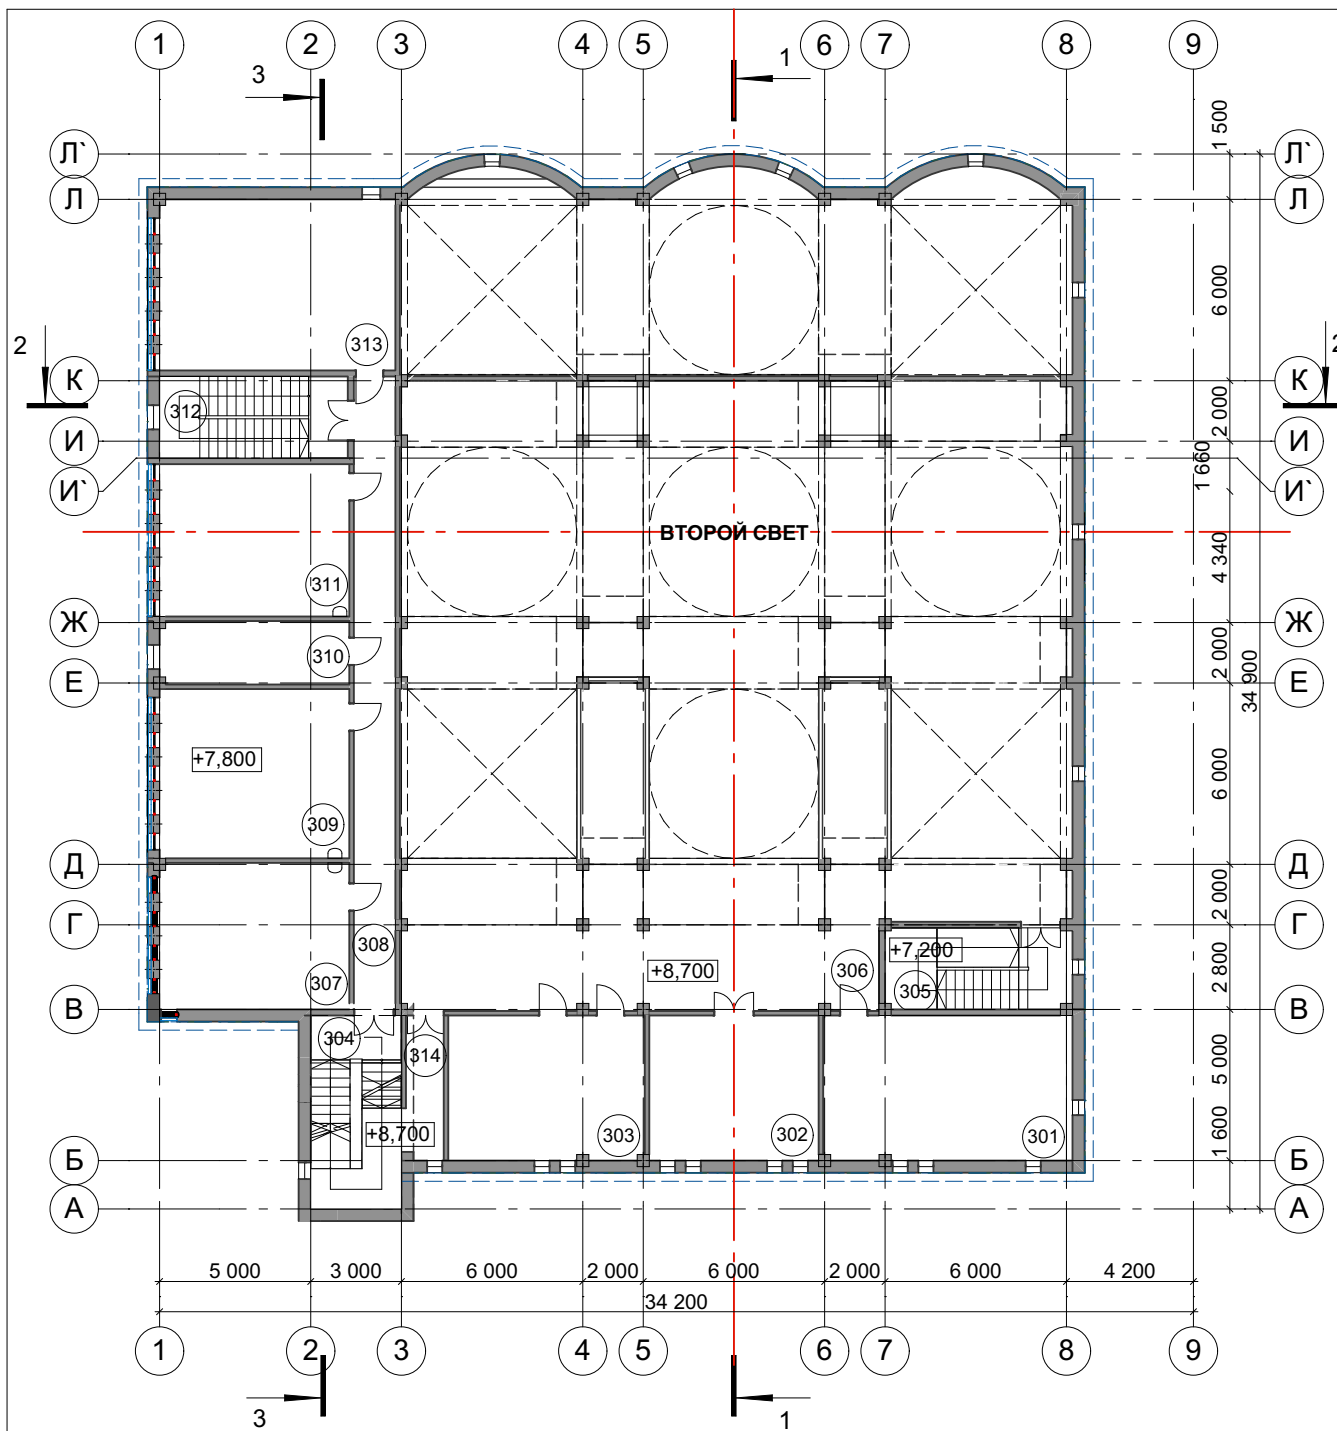 1 2 3 4 5 6 7 8 9
3 1
Л` Л`
1 500
Л Л
6 000
2 2
313
К К
312
2 000
И И
1 660
И` И`
ВТОРОЙ СВЕТ
4 340
311
Ж Ж
310
2 000
34 900
Е Е
+7,800
6 000
309
Д Д
2 000
Г Г
308
+7,200
+8,700
306
2 800
307
305
В В
304
314
5 000
+8,700
303
302
301
1 600
Б Б
А А
5 000 3 000 6 000 2 000 6 000 2 000 6 000 4 200
34 200
1 2 3 4 5 6 7 8 9
3 1